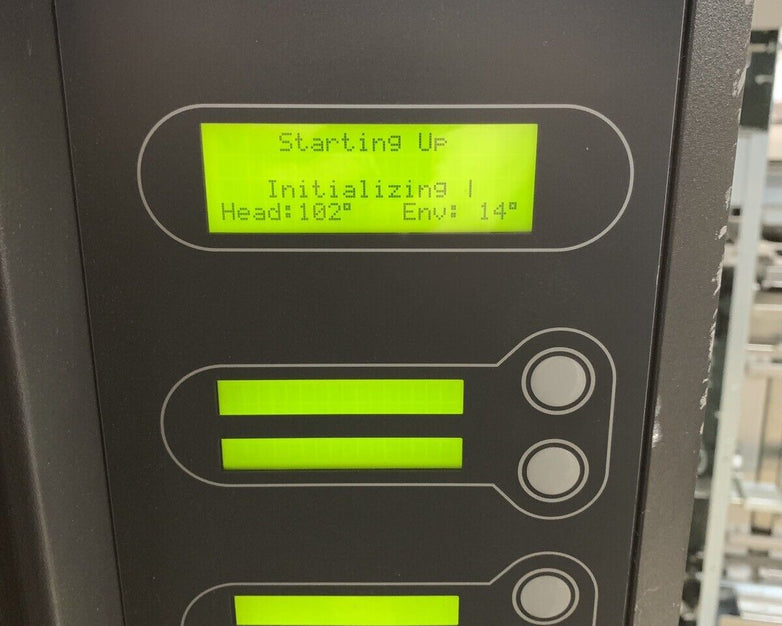 Starting Up
Initializing |
Head:102° Env: 14°